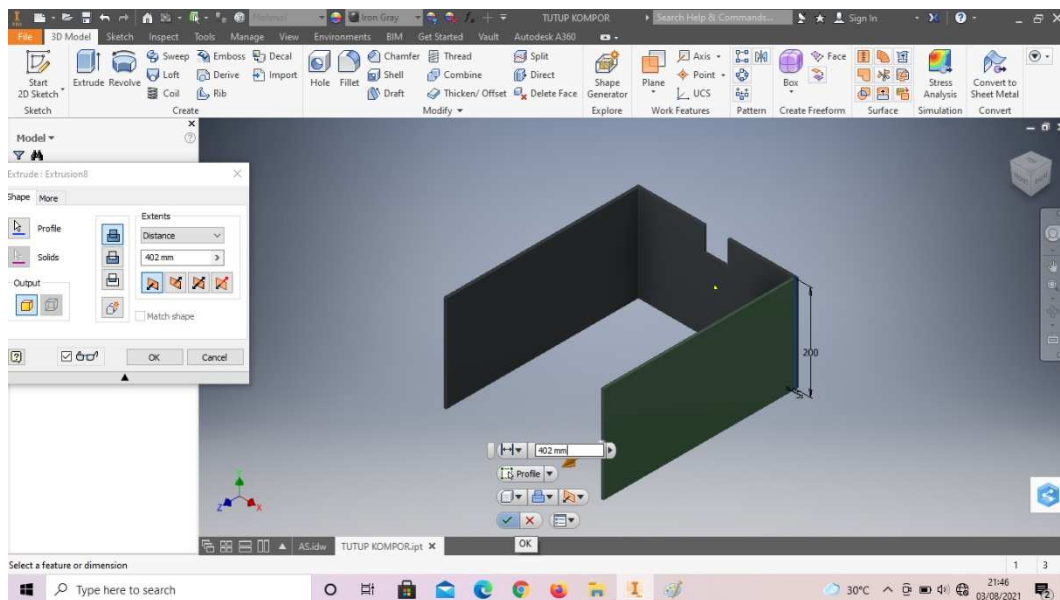 PRO
Material
Iron Gray
TUTUP KOMPOR
Search Help & Commands...
Sign In
File 3D Model Sketch Inspect Tools Manage View Environments BIM Get Started Vault Autodesk A360
Start 2D Sketch
Extrude Revolve
Sweep Emboss Decal
Loft Derive Import
Coil Rib
Hole Fillet
Chamfer Thread
Shell Combine
Draft Thicken/ Offset
Split
Direct
Delete Face
Shape Generator
Plane
Axis
Point
UCS
Box
Face
Stress Analysis
Convert to Sheet Metal
Sketch Create Modify Explore Work Features Pattern Create Freeform Surface Simulation Convert
Model
Extrude : Extrusion8
Shape More
Profile
Solids
Output
Extents
Distance
402 mm
Match shape
OK Cancel
200
5
402 mm
Profile
OK
z x
AS.idw TUTUP KOMPOR.ipt
Select a feature or dimension
1 3
Type here to search
30°C
21:46
03/08/2021
2